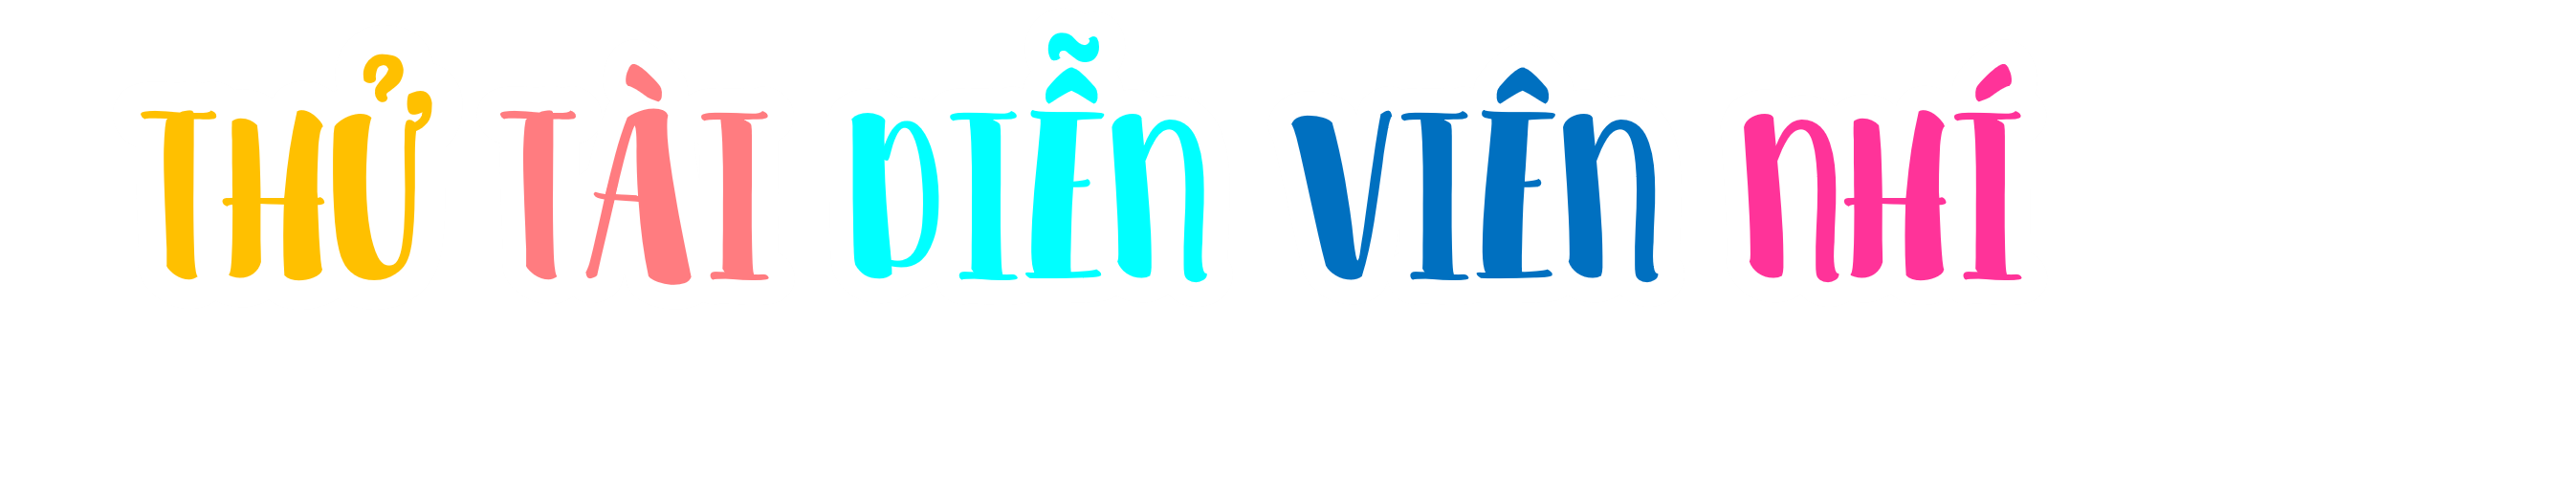 THỬ TÀI DIỄN VIÊN NHÍ